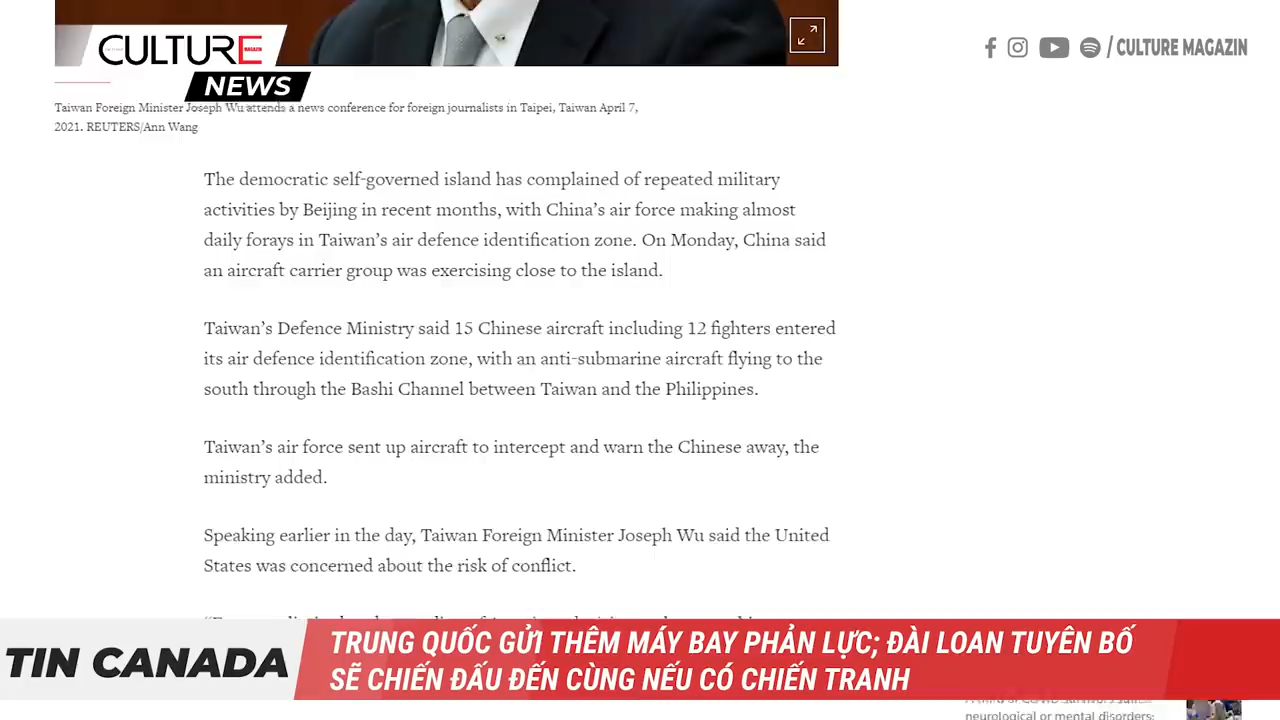 CULTURE
MAGAZIN
NEWS
/ CULTURE MAGAZIN
Taiwan Foreign Minister Joseph Wu attends a news conference for foreign journalists in Taipei, Taiwan April 7,
2021. REUTERS/Ann Wang
The democratic self-governed island has complained of repeated military
activities by Beijing in recent months, with China’s air force making almost
daily forays in Taiwan’s air defence identification zone. On Monday, China said
an aircraft carrier group was exercising close to the island.
Taiwan’s Defence Ministry said 15 Chinese aircraft including 12 fighters entered
its air defence identification zone, with an anti-submarine aircraft flying to the
south through the Bashi Channel between Taiwan and the Philippines.
Taiwan’s air force sent up aircraft to intercept and warn the Chinese away, the
ministry added.
Speaking earlier in the day, Taiwan Foreign Minister Joseph Wu said the United
States was concerned about the risk of conflict.
TIN CANADA
TRUNG QUỐC GỬI THÊM MÁY BAY PHẢN LỰC; ĐÀI LOAN TUYÊN BỐ
SẼ CHIẾN ĐẤU ĐẾN CÙNG NẾU CÓ CHIẾN TRANH
neurological or mental disorders: